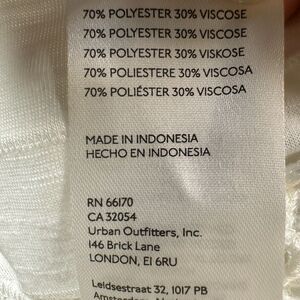 70% POLYESTER 30% VISCOSE
70% POLYESTER 30% VISCOSE
70% POLYESTER 30% VISKOSE
70% POLIESTERE 30% VISCOSA
70% POLIÉSTER 30% VISCOSA
MADE IN INDONESIA
HECHO EN INDONESIA
RN 66170
CA 32054
Urban Outfitters, Inc.
146 Brick Lane
LONDON, E1 6RU
Leidsestraat 32, 1017 PB
Amsterdam